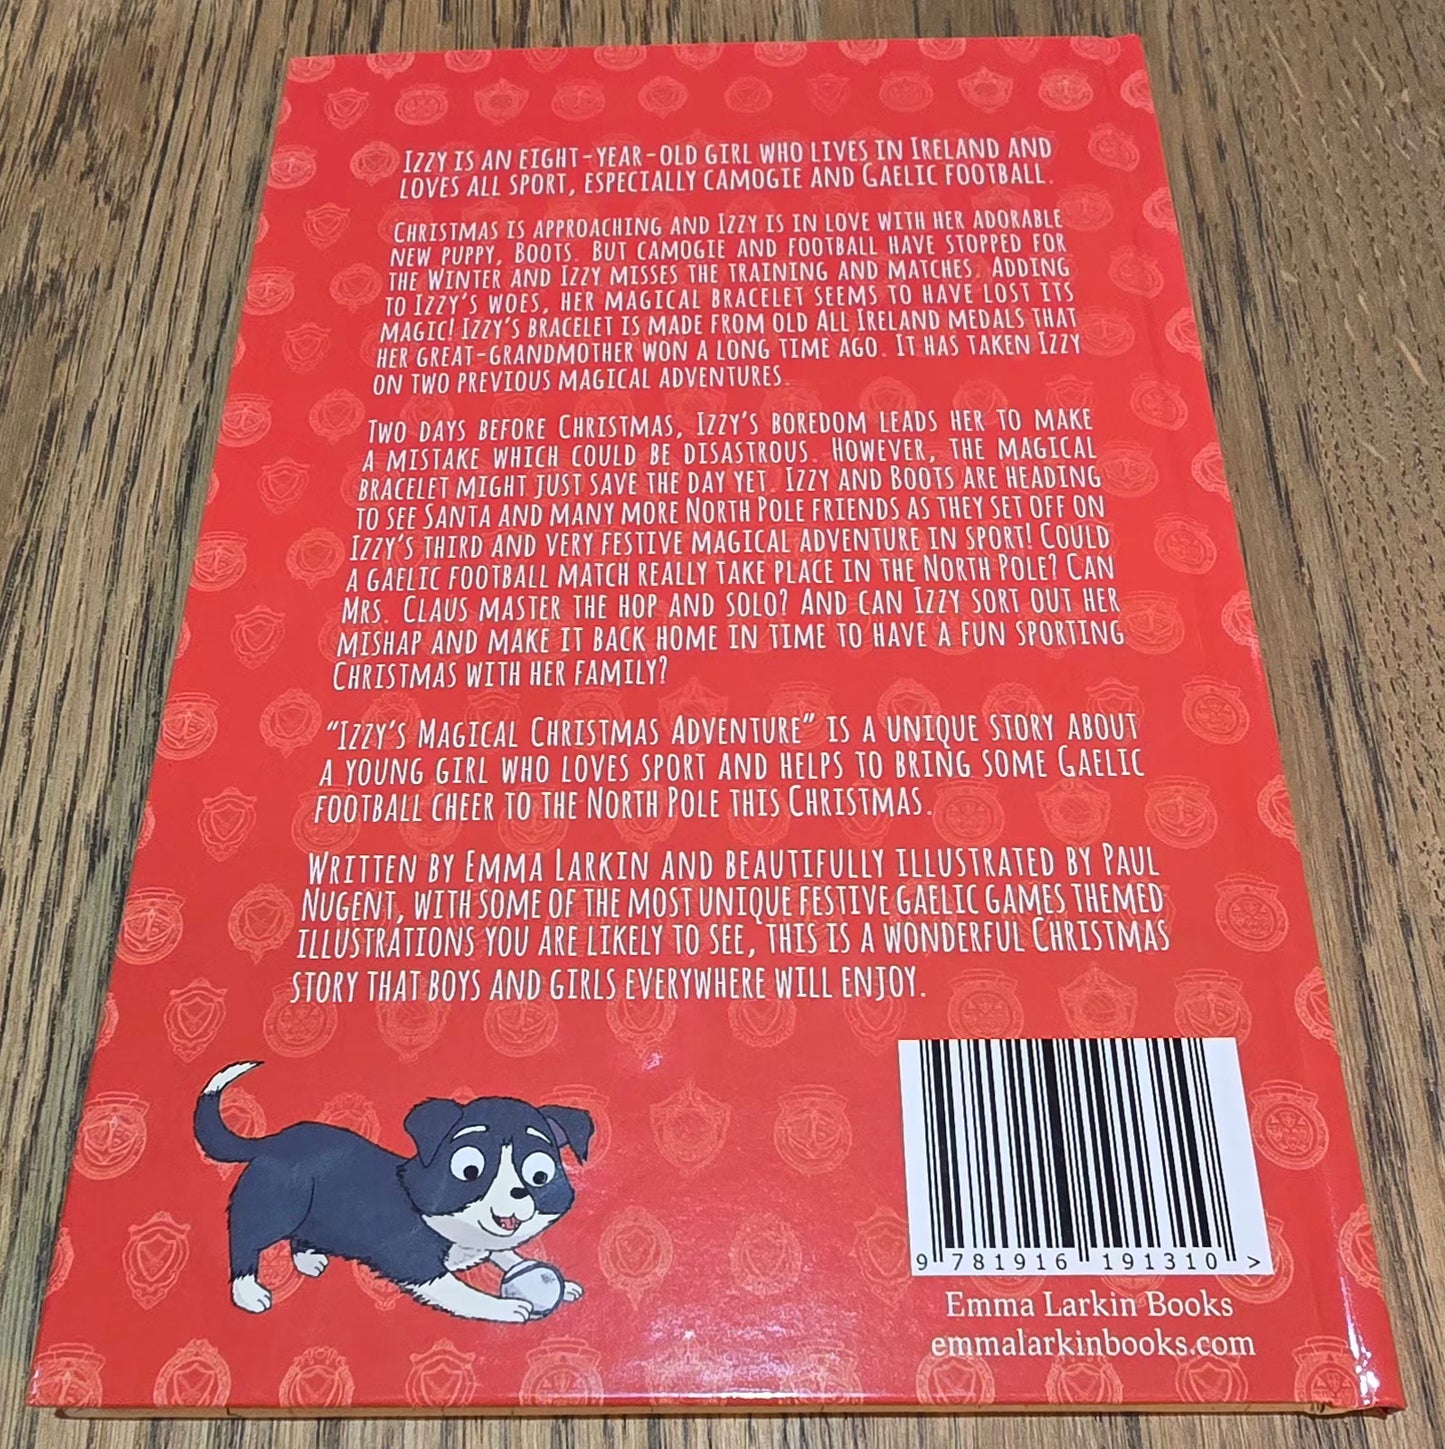 Izzy is an eight-year-old girl who lives in Ireland and
loves all sport, especially camogie and Gaelic football.
Christmas is approaching and Izzy is in love with her adorable
new puppy, Boots. But camogie and football have stopped for
the Winter and Izzy misses the training and matches. Adding
to Izzy's woes, her magical bracelet seems to have lost its
magic! Izzy's bracelet is made from old All Ireland medals that
her great-grandmother won a long time ago. It has taken Izzy
on two previous magical adventures.
Two days before Christmas, Izzy's boredom leads her to make
a mistake which could be disastrous. However, the magical
bracelet might just save the day yet. Izzy and Boots are heading
to see Santa and many more North Pole friends as they set off on
Izzy's third and very festive magical adventure in sport! Could
a gaelic football match really take place in the North Pole? Can
Mrs. Claus master the hop and solo? And can Izzy sort out her
mishap and make it back home in time to have a fun sporting
Christmas with her family?
“Izzy's Magical Christmas Adventure” is a unique story about
a young girl who loves sport and helps to bring some Gaelic
football cheer to the North Pole this Christmas.
Written by Emma Larkin and beautifully illustrated by Paul
Nugent, with some of the most unique festive gaelic games themed
illustrations you are likely to see, this is a wonderful Christmas
story that boys and girls everywhere will enjoy.
9 781916 191310 >
Emma Larkin Books
emmalarkinbooks.com